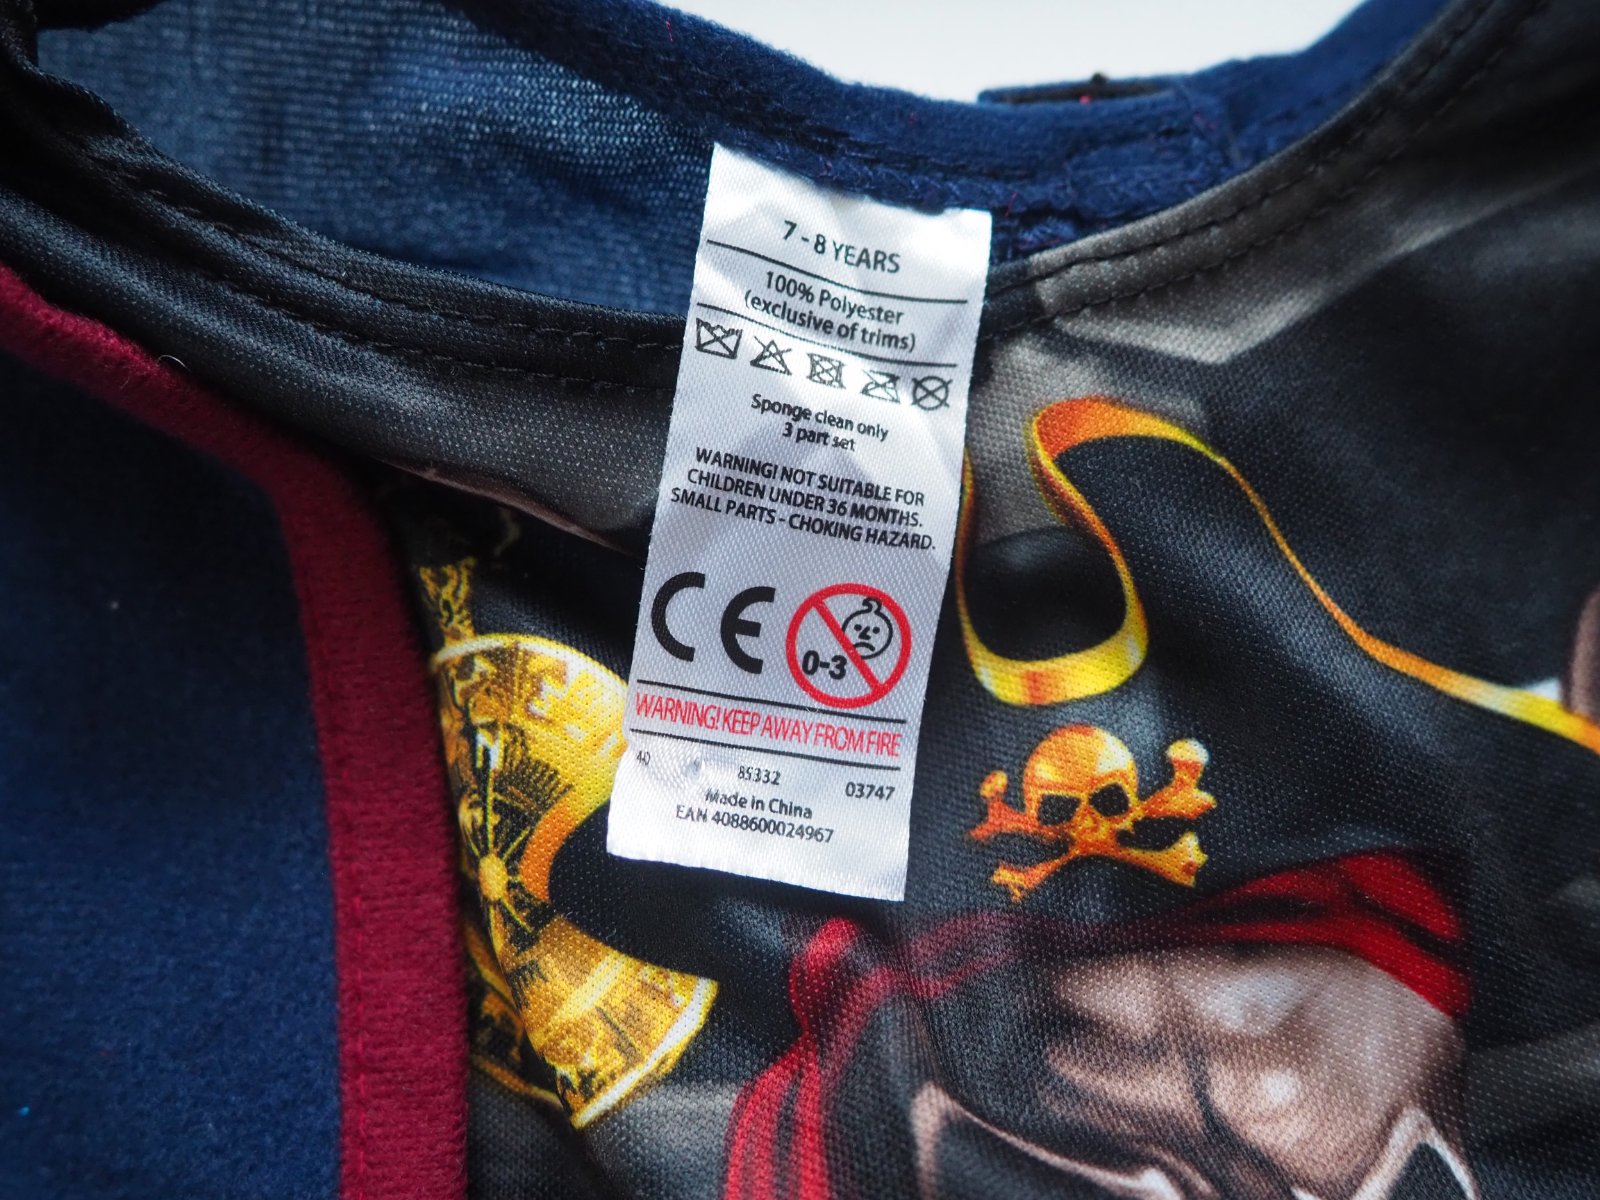 7 - 8 YEARS
100% Polyester
(exclusive of trims)
Sponge clean only
3 part set
WARNING! NOT SUITABLE FOR
CHILDREN UNDER 36 MONTHS.
SMALL PARTS - CHOKING HAZARD.
CE 0-3
WARNING! KEEP AWAY FROM FIRE
40 85332 03747
Made in China
EAN 4088600024967